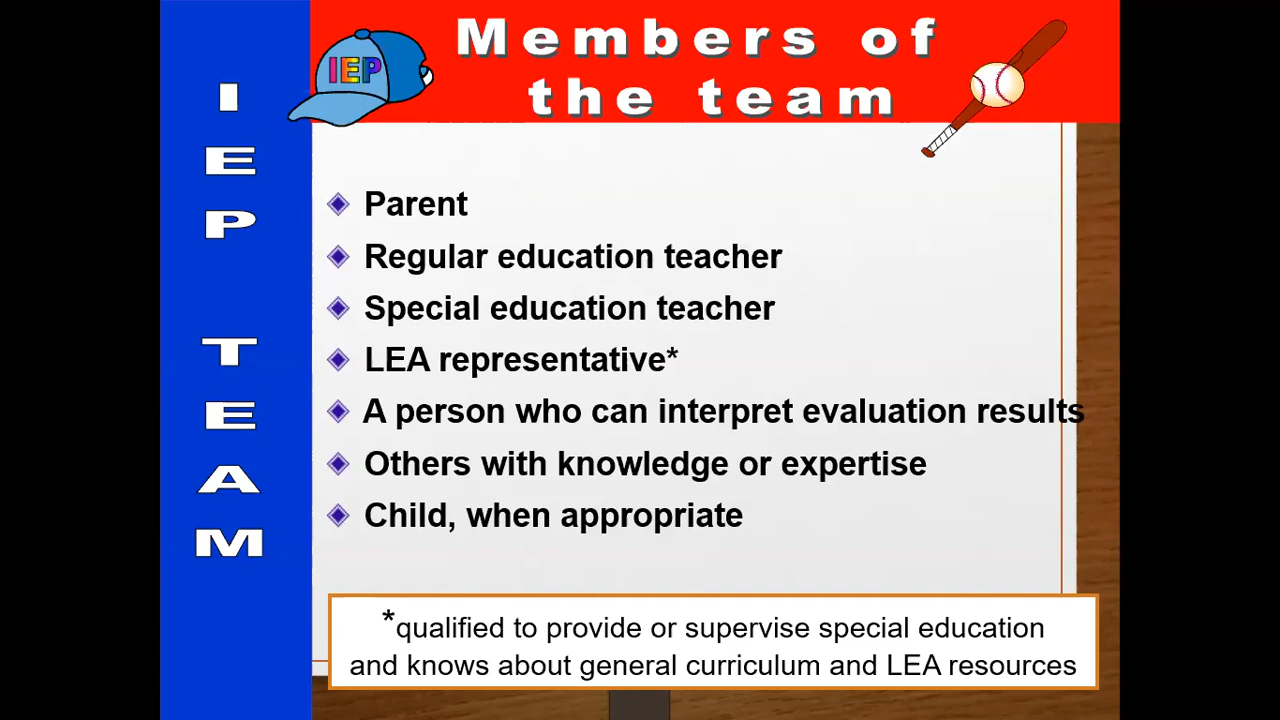 IEP TEAM
IEP
Members of
the team
Parent
Regular education teacher
Special education teacher
LEA representative*
A person who can interpret evaluation results
Others with knowledge or expertise
Child, when appropriate
*qualified to provide or supervise special education
and knows about general curriculum and LEA resources